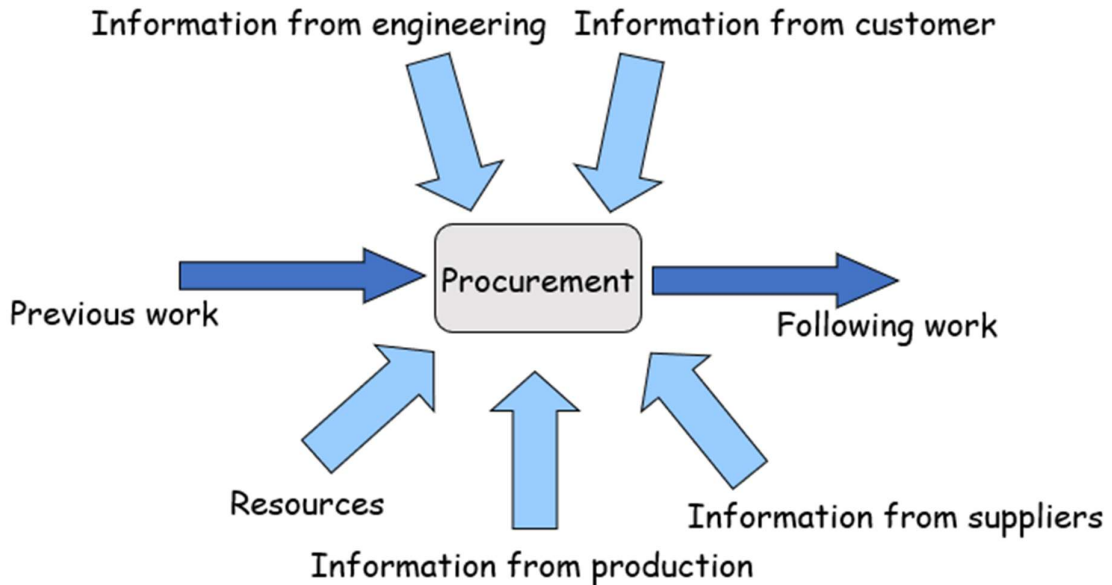 Information from engineering
Information from customer
Procurement
Previous work
Following work
Resources
Information from suppliers
Information from production